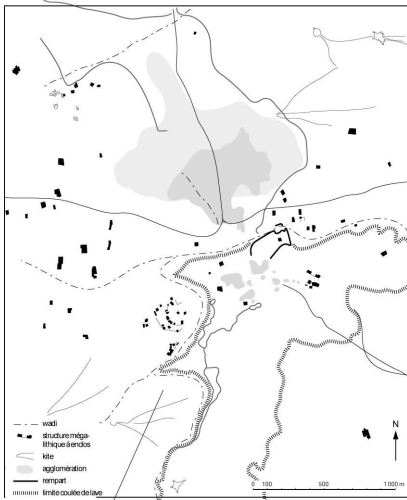 wadi
structure méga-
lithique à enclos
kite
agglomération
rempart
limite coulée de lave
N
0 100 500 1 000 m